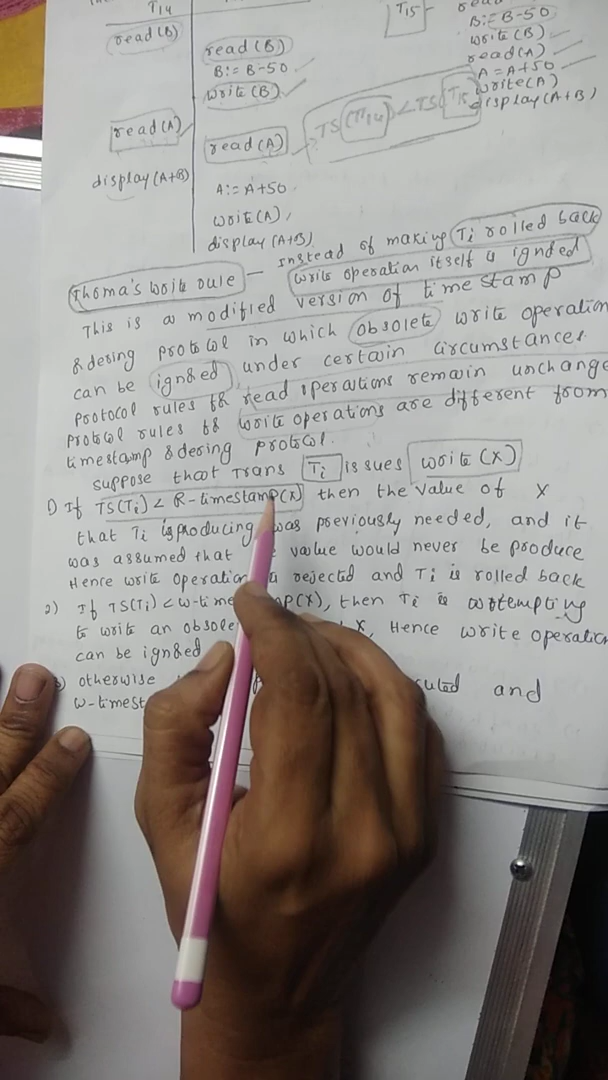 T14
read(B)
read(B)
B:= B-50
write(B)
read(A)
read(A)
display(A+B)
A:= A+50
write(A),
display(A+B)
T15
B:= B-50
write(B)
read(A)
A = A+50
write(A)
display(A+B)
TS(T14) < TS(T15
Thoma's write rule — Instead of making Ti rolled back
write operation itself is ignored
This is a modified version of timestamp
ordering protocol in which obsolete write operation
can be ignored under certain circumstances.
protocol rules for read operations remain unchange
protocol rules for write operations are different from
timestamp ordering protocol.
suppose that Trans Ti issues write(X)
1) If TS(Ti) < R-timestamp(X) then the value of X
that Ti is producing was previously needed, and it
was assumed that value would never be produce
Hence write operation is rejected and Ti is rolled back
2) If TS(Ti) < W-time p(X), then Ti is attempting
to write an obsole X, Hence write operation
can be ignored
otherwise cuted and
W-timest